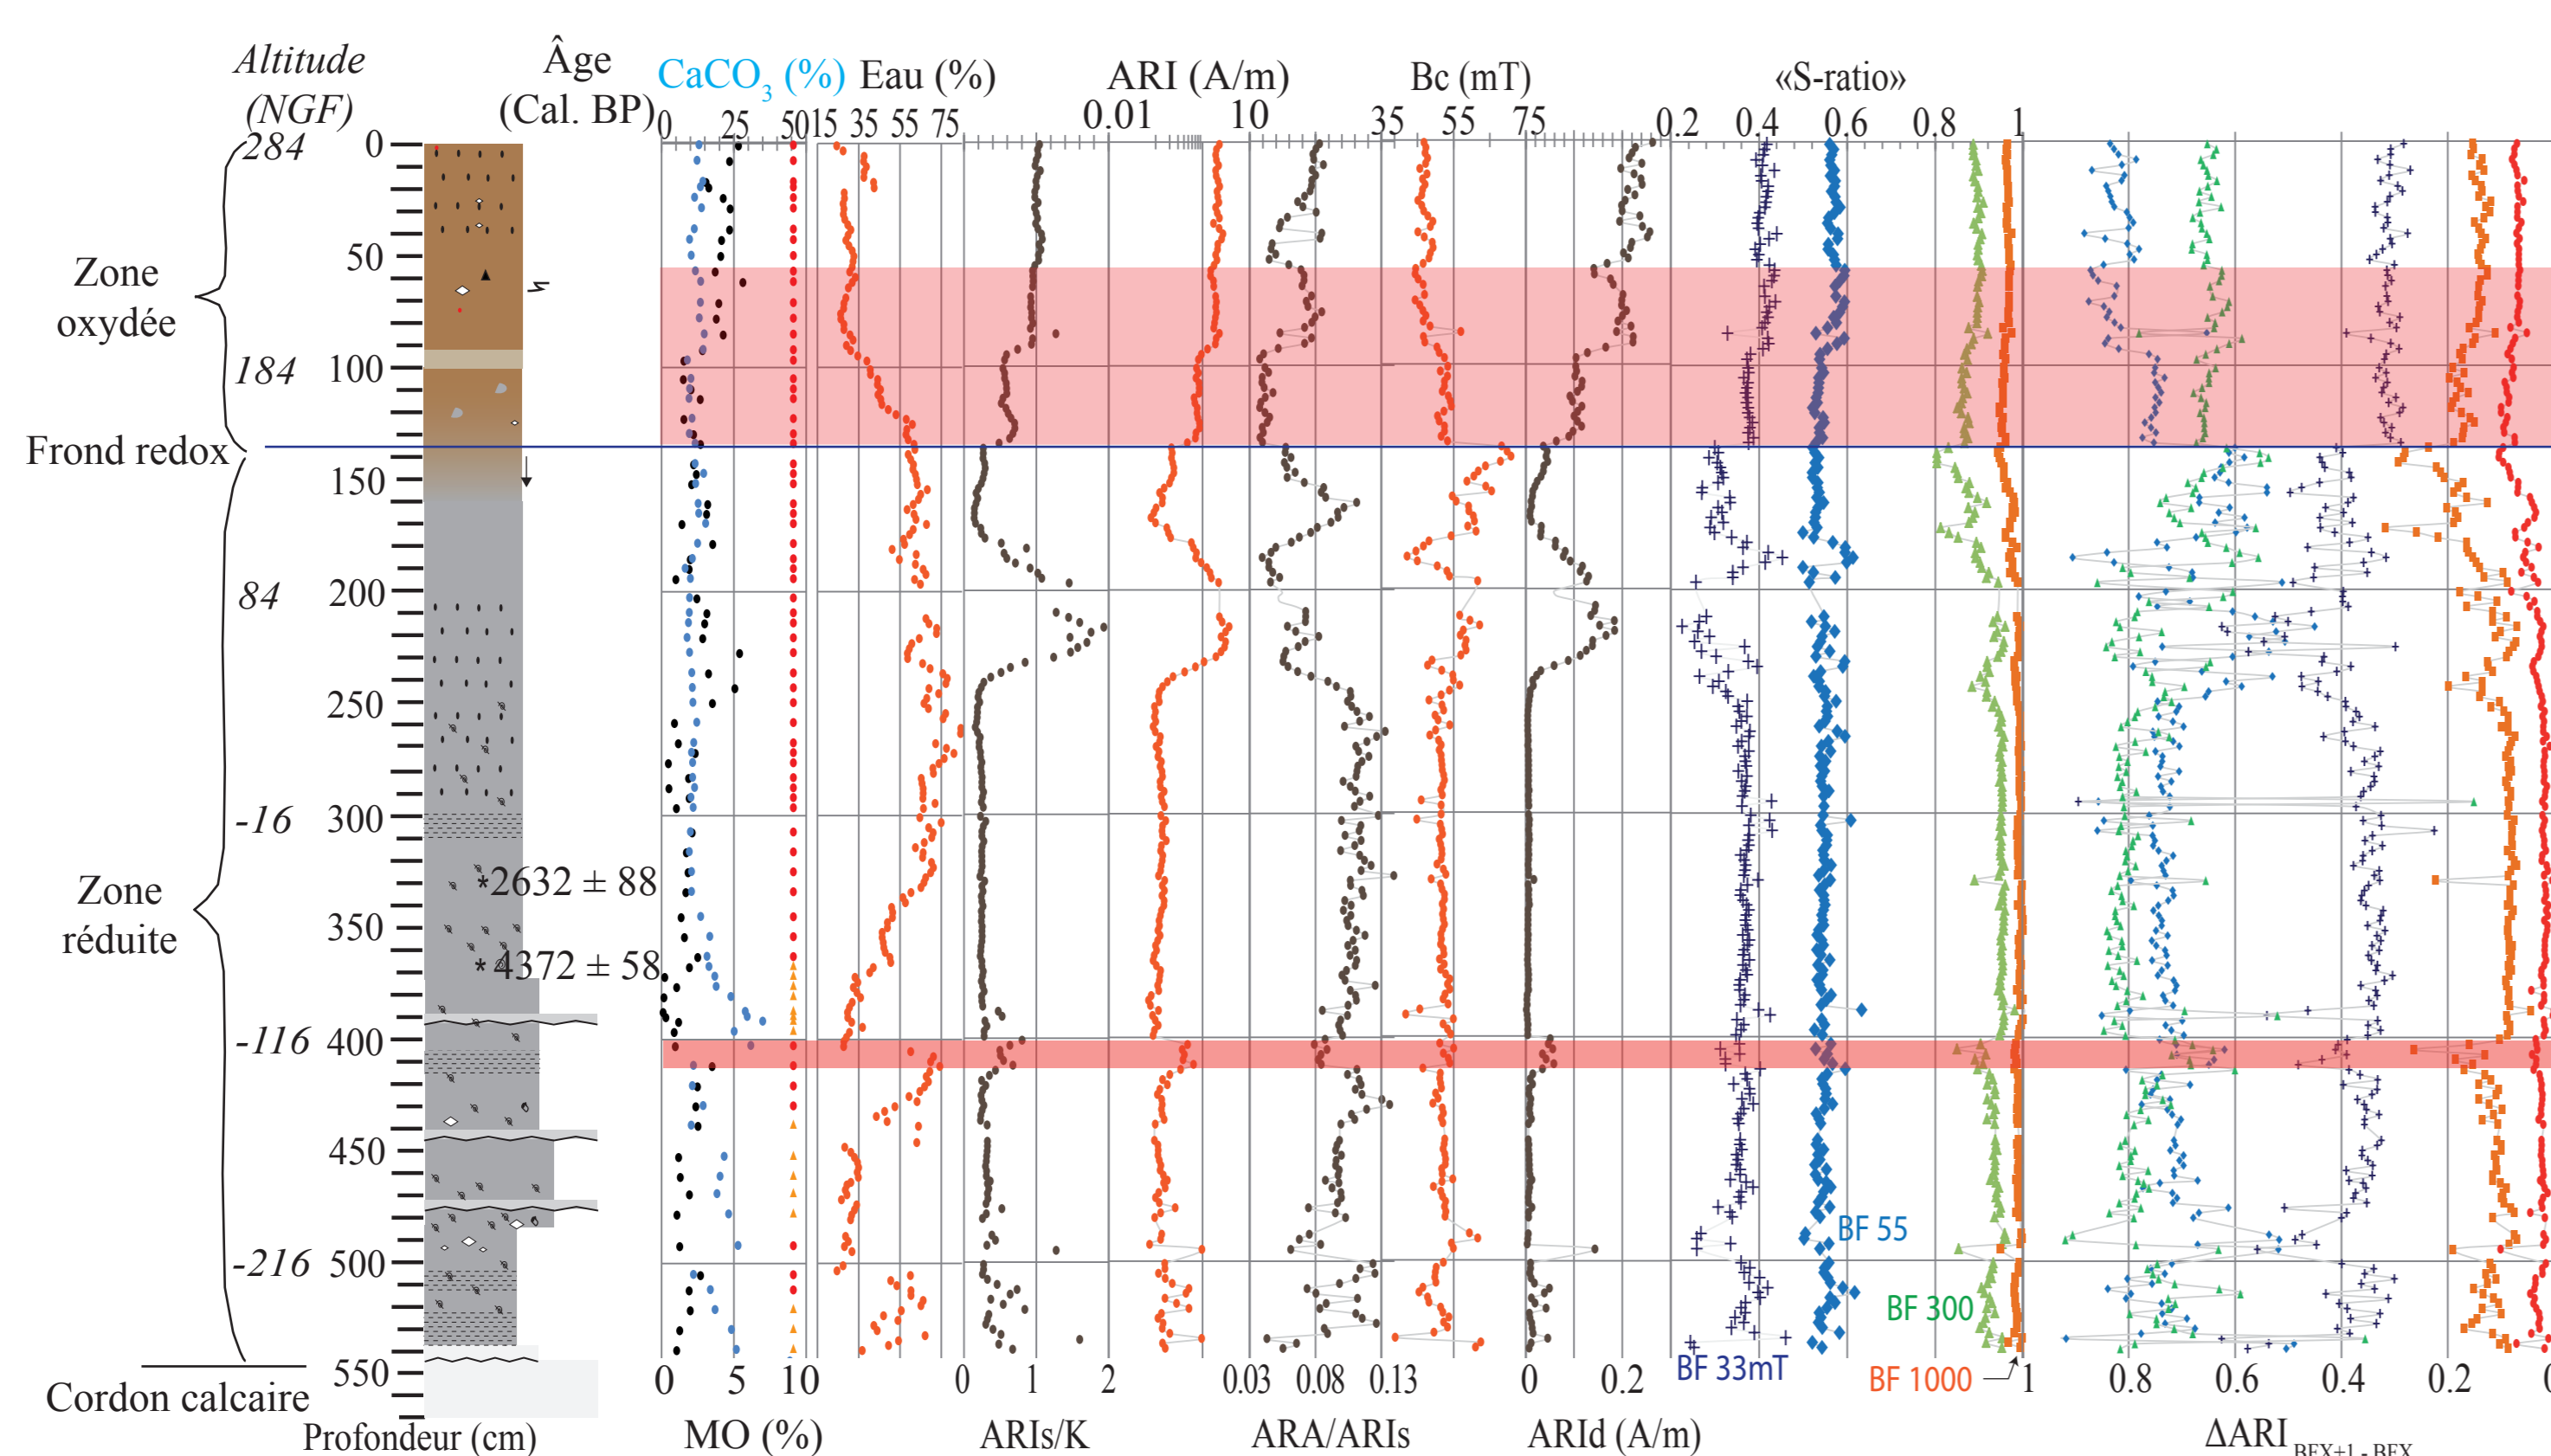 Altitude
(NGF)
Âge
(Cal. BP)
CaCO3 (%)
Eau (%)
ARI (A/m)
Bc (mT)
«S-ratio»
0 25 50
15 35 55 75
0.01 10
35 55 75
0.2 0.4 0.6 0.8 1
284
184
84
-16
-116
-216
0
50
100
150
200
250
300
350
400
450
500
550
Zone
oxydée
Frond redox
Zone
réduite
Cordon calcaire
*2632 ± 88
*4372 ± 58
BF 55
BF 300
BF 33mT
BF 1000
0 5 10
0 1 2
0.03 0.08 0.13
0 0.2
1
0.8 0.6 0.4 0.2
Profondeur (cm)
MO (%)
ARIs/K
ARA/ARIs
ARId (A/m)
ΔARI BFX+1 - BFX